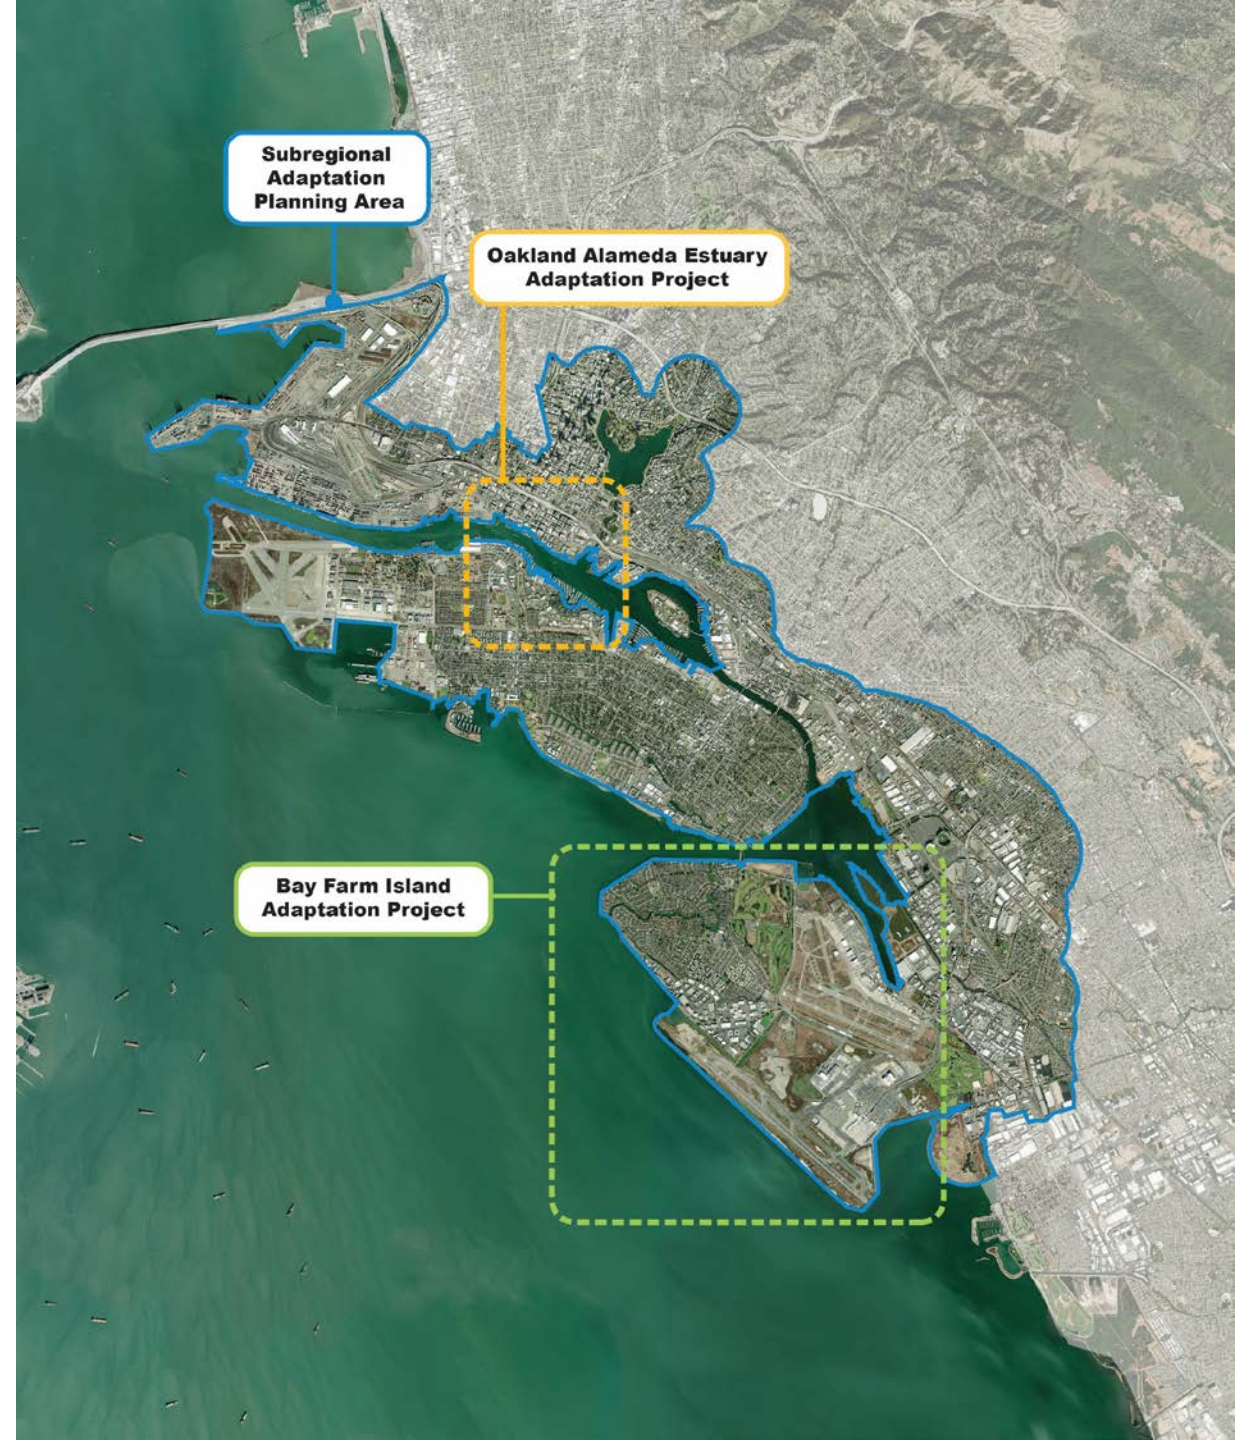 Subregional
Adaptation
Planning Area
Oakland Alameda Estuary
Adaptation Project
Bay Farm Island
Adaptation Project